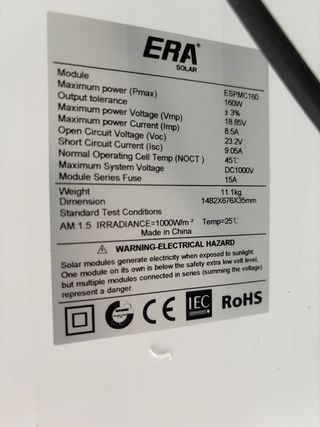 ERA®
SOLAR
Module ESPMC160
Maximum power (Pmax) 160W
Output tolerance ± 3%
Maximum power Voltage (Vmp) 18.85V
Maximum power Current (Imp) 8.5A
Open Circuit Voltage (Voc) 23.2V
Short Circuit Current (Isc) 9.05A
Normal Operating Cell Temp (NOCT ) 45℃
Maximum System Voltage DC1000V
Module Series Fuse 15A
Weight 11.1kg
Dimension 1482X676X35mm
Standard Test Conditions
AM:1.5 IRRADIANCE=1000W/m ² Temp=25℃
Made in China
WARNING-ELECTRICAL HAZARD
Solar modules generate electricity when exposed to sunlight.
One module on its own is below the safety extra low vevel,
but multiple modules connected in series (summing the voltage)
represent a danger.
CE IEC RoHS